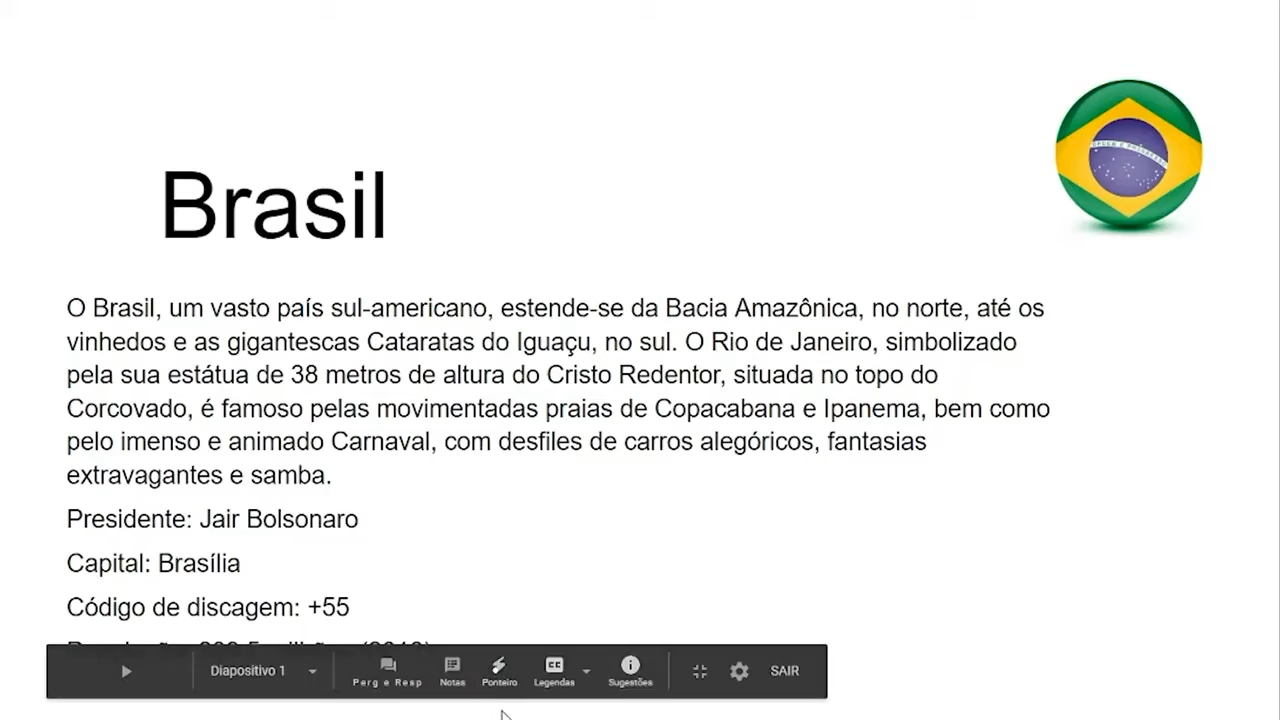 Brasil
O Brasil, um vasto país sul-americano, estende-se da Bacia Amazônica, no norte, até os
vinhedos e as gigantescas Cataratas do Iguaçu, no sul. O Rio de Janeiro, simbolizado
pela sua estátua de 38 metros de altura do Cristo Redentor, situada no topo do
Corcovado, é famoso pelas movimentadas praias de Copacabana e Ipanema, bem como
pelo imenso e animado Carnaval, com desfiles de carros alegóricos, fantasias
extravagantes e samba.
Presidente: Jair Bolsonaro
Capital: Brasília
Código de discagem: +55
Diapositivo 1
Perg e Resp
Notas
Ponteiro
CC
Legendas
Sugestões
SAIR